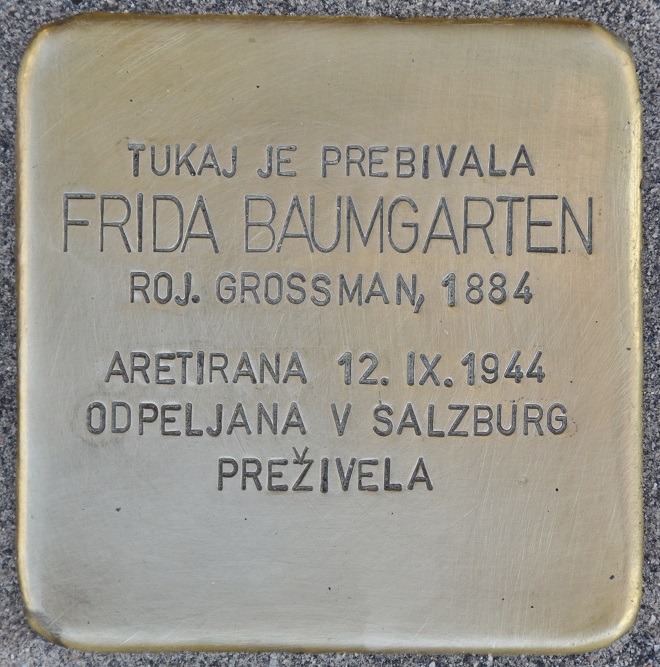 TUKAJ JE PREBIVALA
FRIDA BAUMGARTEN
ROJ. GROSSMAN, 1884
ARETIRANA 12. IX. 1944
ODPELJANA V SALZBURG
PREŽIVELA